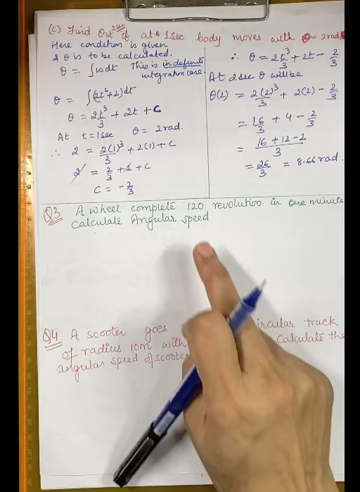 (c) Find θ at 2sec if at 1sec body moves with θ = 2rad
Here condition is given
& θ is to be calculated.
θ = ∫ω dt This is indefinite
integration case
θ = ∫(2t²+2)dt
θ = 2t³/3 + 2t + C
At t=1sec θ = 2rad.
∴ 2 = 2(1)³/3 + 2(1) + C
2 = 2/3 + 2 + C
C = -2/3
∴ θ = 2t³/3 + 2t - 2/3
At 2sec θ will be
θ(2) = 2(2)³/3 + 2(2) - 2/3
= 16/3 + 4 - 2/3
= 16 + 12 - 2/3
= 26/3 = 8.66 rad.
Q3 A wheel complete 120 revolution in one minute
Calculate Angular speed
Q4 A scooter goes circular track
of radius 10m with Calculate the
angular speed of scooter